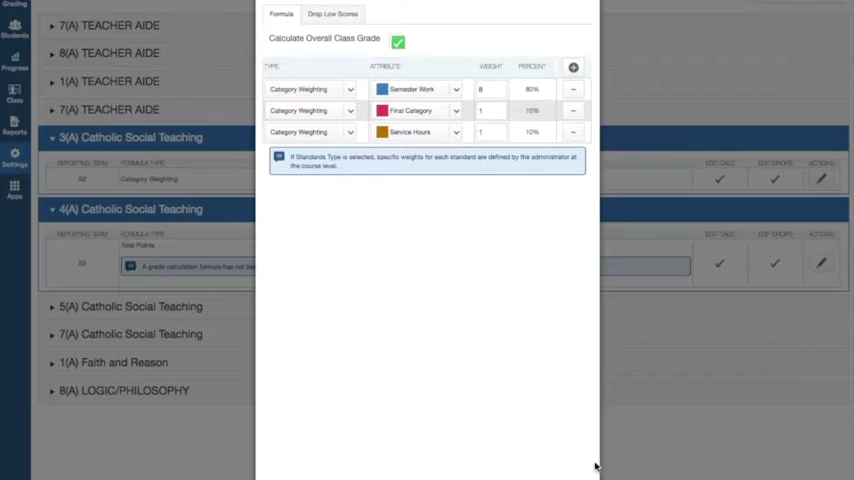 Grading
Students
Progress
Class
Reports
Settings
Apps
7(A) TEACHER AIDE
8(A) TEACHER AIDE
1(A) TEACHER AIDE
7(A) TEACHER AIDE
3(A) Catholic Social Teaching
REPORTING TERM FORMULA TYPE EDIT CALC EDIT DROPS ACTIONS
S2 Category Weighting
4(A) Catholic Social Teaching
REPORTING TERM FORMULA TYPE EDIT CALC EDIT DROPS ACTIONS
Total Points
S2 A grade calculation formula has not be
5(A) Catholic Social Teaching
7(A) Catholic Social Teaching
1(A) Faith and Reason
8(A) LOGIC/PHILOSOPHY
Formula Drop Low Scores
Calculate Overall Class Grade
TYPE ATTRIBUTE WEIGHT PERCENT
Category Weighting Semester Work 8 80%
Category Weighting Final Category 1 10%
Category Weighting Service Hours 1 10%
If Standards Type is selected, specific weights for each standard are defined by the administrator at
the course level.